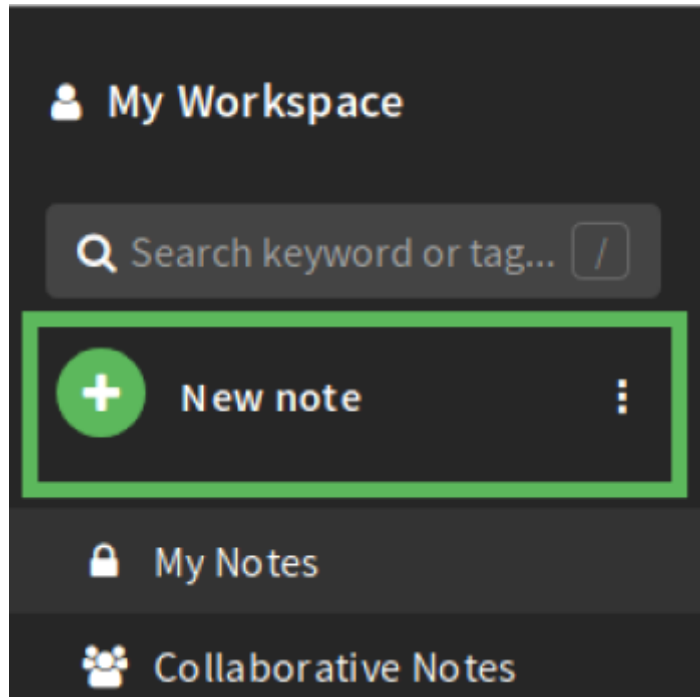 My Workspace
Search keyword or tag... /
New note
My Notes
Collaborative Notes